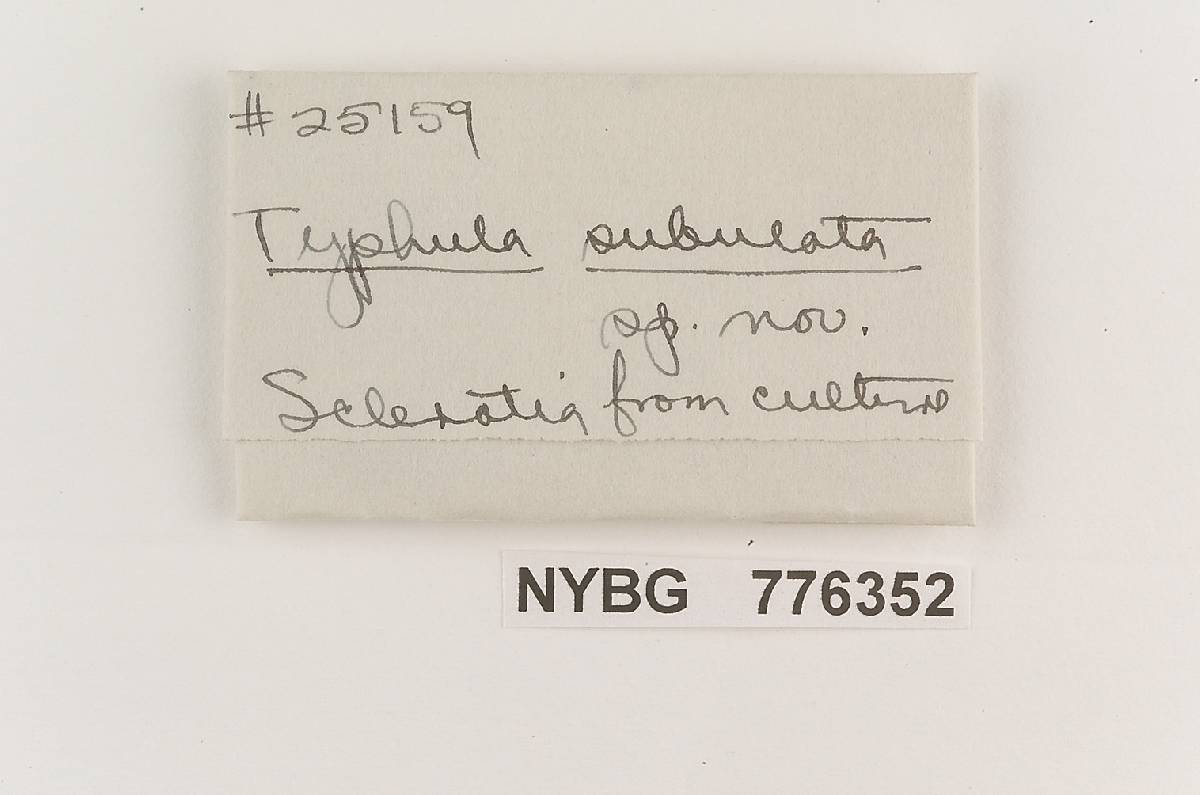 # 25159
Typhula subulata
sp. nov.
Sclerotia from culture
NYBG 776352